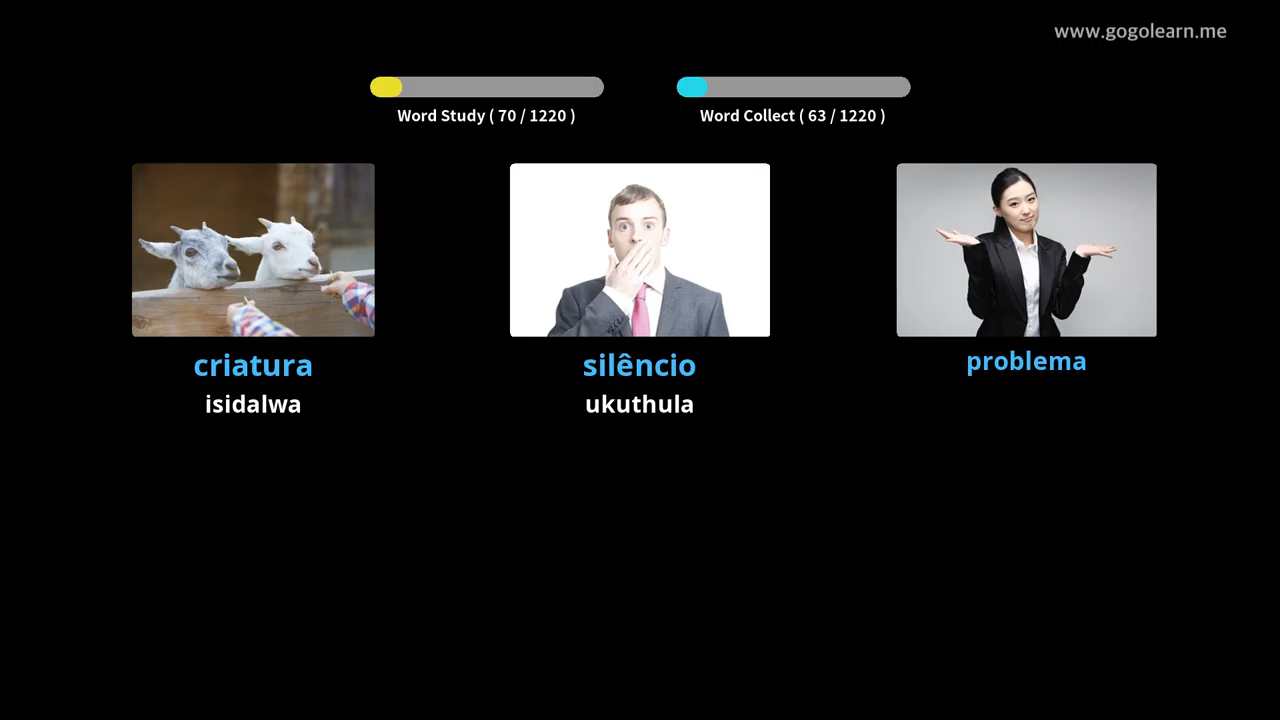 www.gogolearn.me
Word Study ( 70 / 1220 )
Word Collect ( 63 / 1220 )
criatura
isidalwa
silêncio
ukuthula
problema